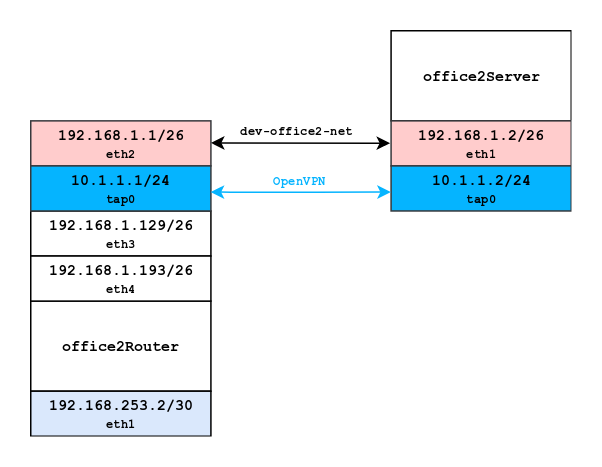 office2Server
dev-office2-net
192.168.1.1/26
eth2
192.168.1.2/26
eth1
OpenVPN
10.1.1.1/24
tap0
10.1.1.2/24
tap0
192.168.1.129/26
eth3
192.168.1.193/26
eth4
office2Router
192.168.253.2/30
eth1